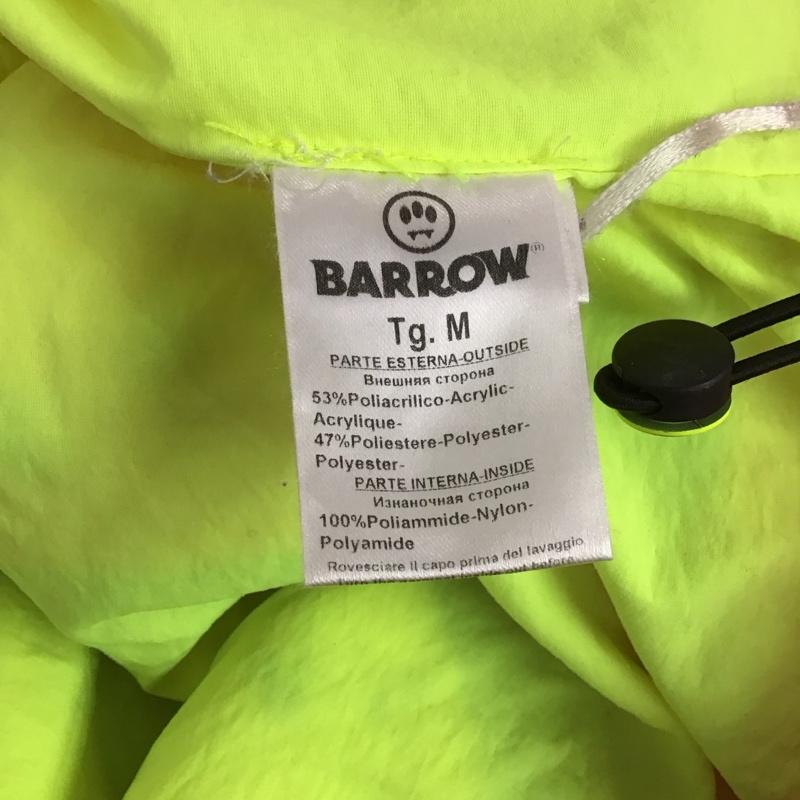 BARROW®
Tg. M
PARTE ESTERNA-OUTSIDE
Внешняя сторона
53%Poliacrilico-Acrylic-
Acrylique-
47%Poliestere-Polyester-
Polyester-
PARTE INTERNA-INSIDE
Изнаночная сторона
100%Poliammide-Nylon-
Polyamide
Rovesciare il capo prima del lavaggio